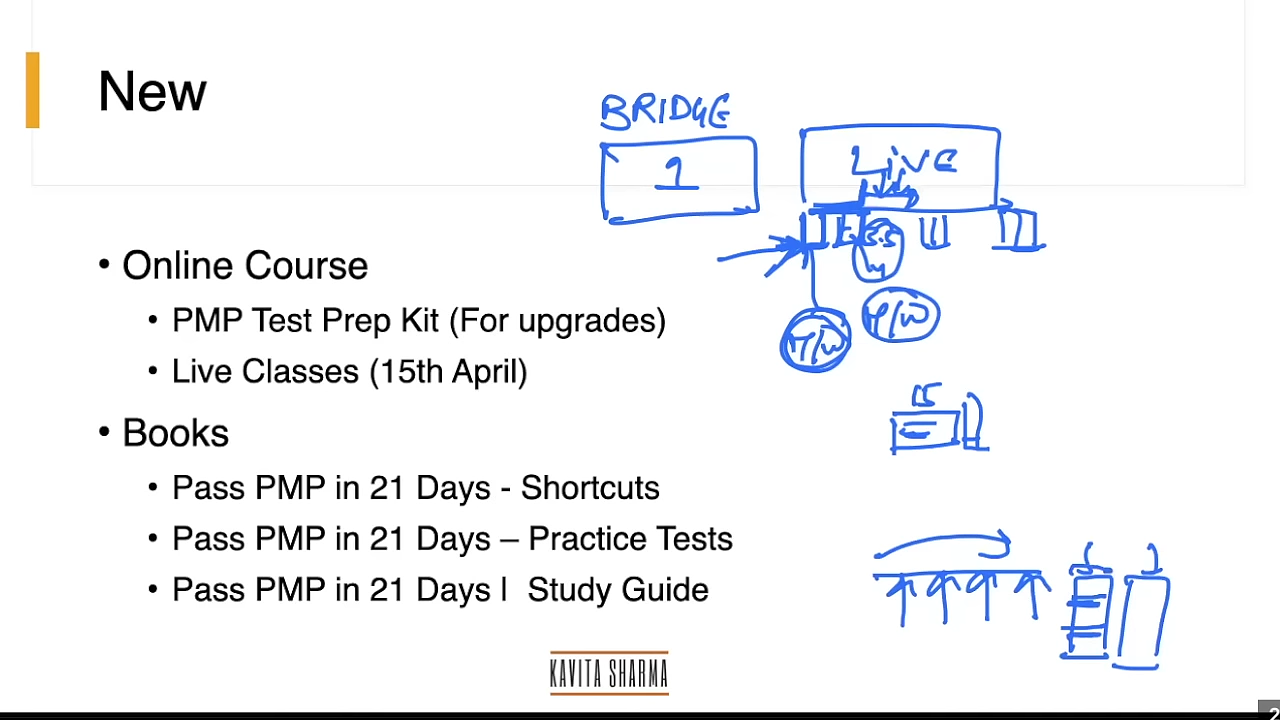 New
BRIDGE
1
LiVE
• Online Course
• PMP Test Prep Kit (For upgrades)
• Live Classes (15th April)
T/W
15
• Books
• Pass PMP in 21 Days - Shortcuts
• Pass PMP in 21 Days – Practice Tests
• Pass PMP in 21 Days | Study Guide
KAVITA SHARMA